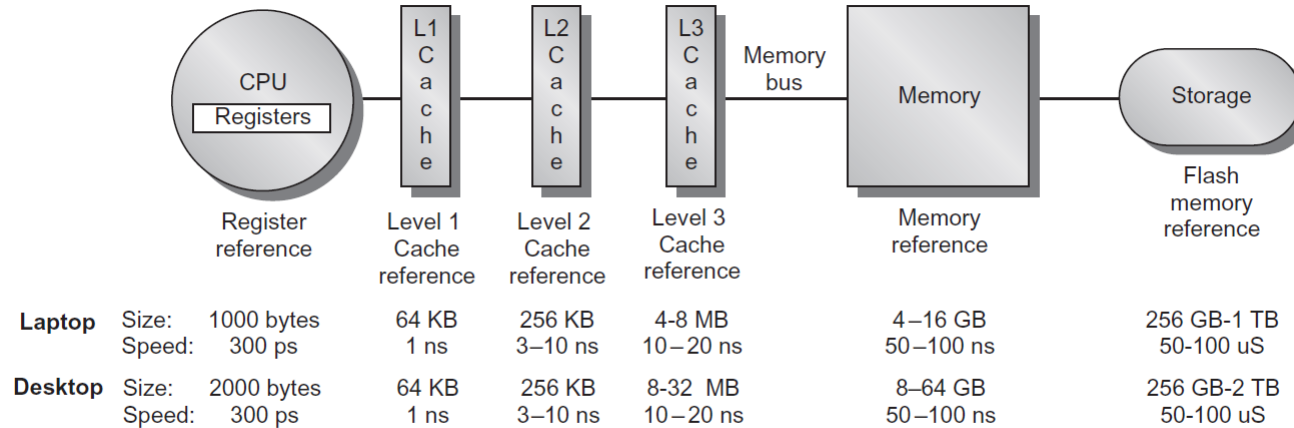 CPU
Registers
L1
C
a
c
h
e
L2
C
a
c
h
e
L3
C
a
c
h
e
Memory
bus
Memory
Storage
Register
reference
Level 1
Cache
reference
Level 2
Cache
reference
Level 3
Cache
reference
Memory
reference
Flash
memory
reference
Laptop Size: 1000 bytes 64 KB 256 KB 4-8 MB 4–16 GB 256 GB-1 TB
Speed: 300 ps 1 ns 3–10 ns 10–20 ns 50–100 ns 50-100 uS
Desktop Size: 2000 bytes 64 KB 256 KB 8-32 MB 8–64 GB 256 GB-2 TB
Speed: 300 ps 1 ns 3–10 ns 10–20 ns 50–100 ns 50-100 uS